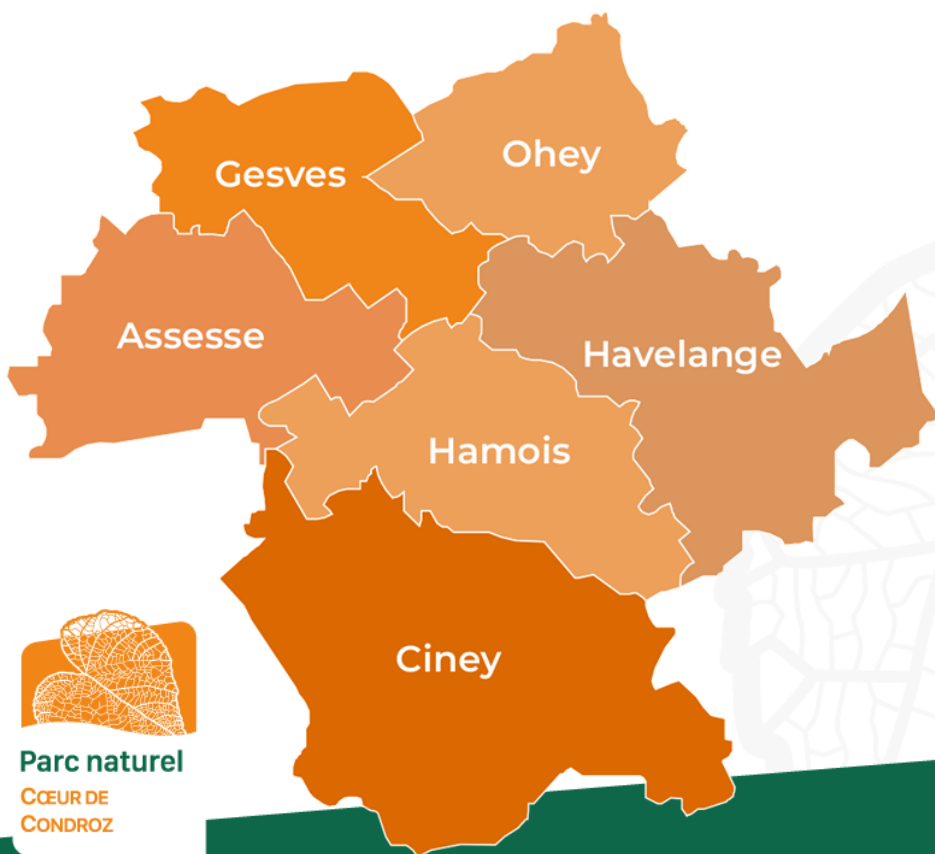 Ohey
Gesves
Assesse
Havelange
Hamois
Ciney
Parc naturel
CŒUR DE
CONDROZ